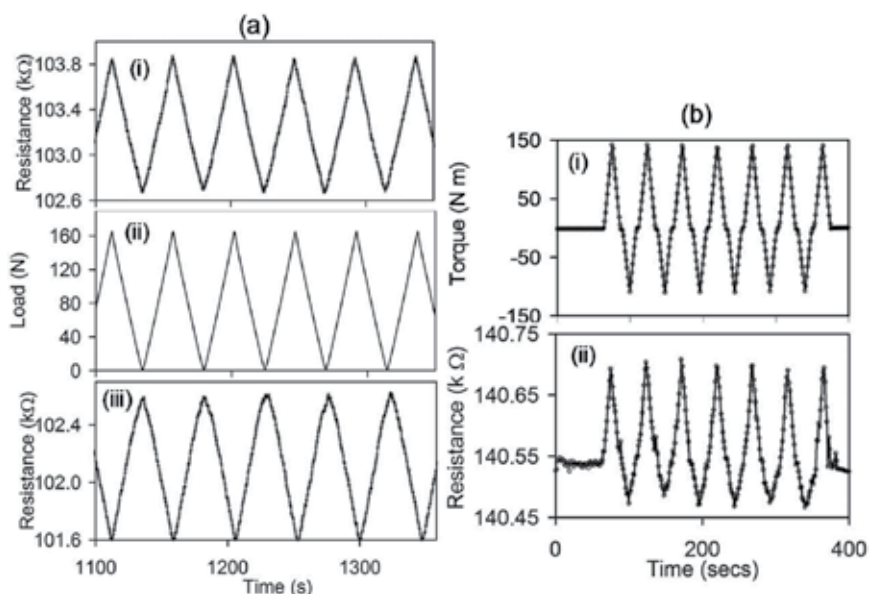 (a)
(i)
Resistance (kΩ)
103.8
103.4
103.0
102.6
(ii)
Load (N)
160
120
80
40
0
(iii)
Resistance (kΩ)
102.4
102.0
101.6
1100
1200
1300
Time (s)
(b)
(i)
Torque (N m)
150
50
-50
-150
(ii)
Resistance (k Ω)
140.75
140.65
140.55
140.45
0
200
400
Time (secs)